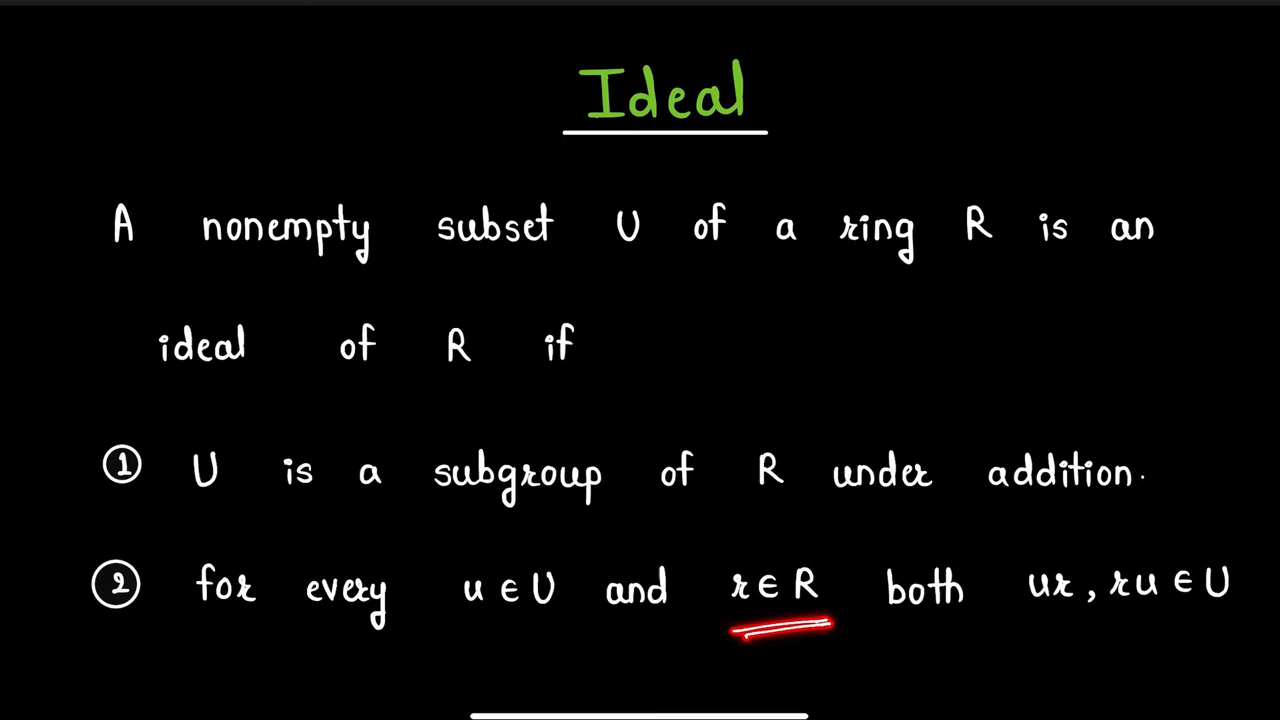 Ideal
A nonempty subset U of a ring R is an
ideal of R if
① U is a subgroup of R under addition.
② for every u ∈ U and r ∈ R both ur, ru ∈ U